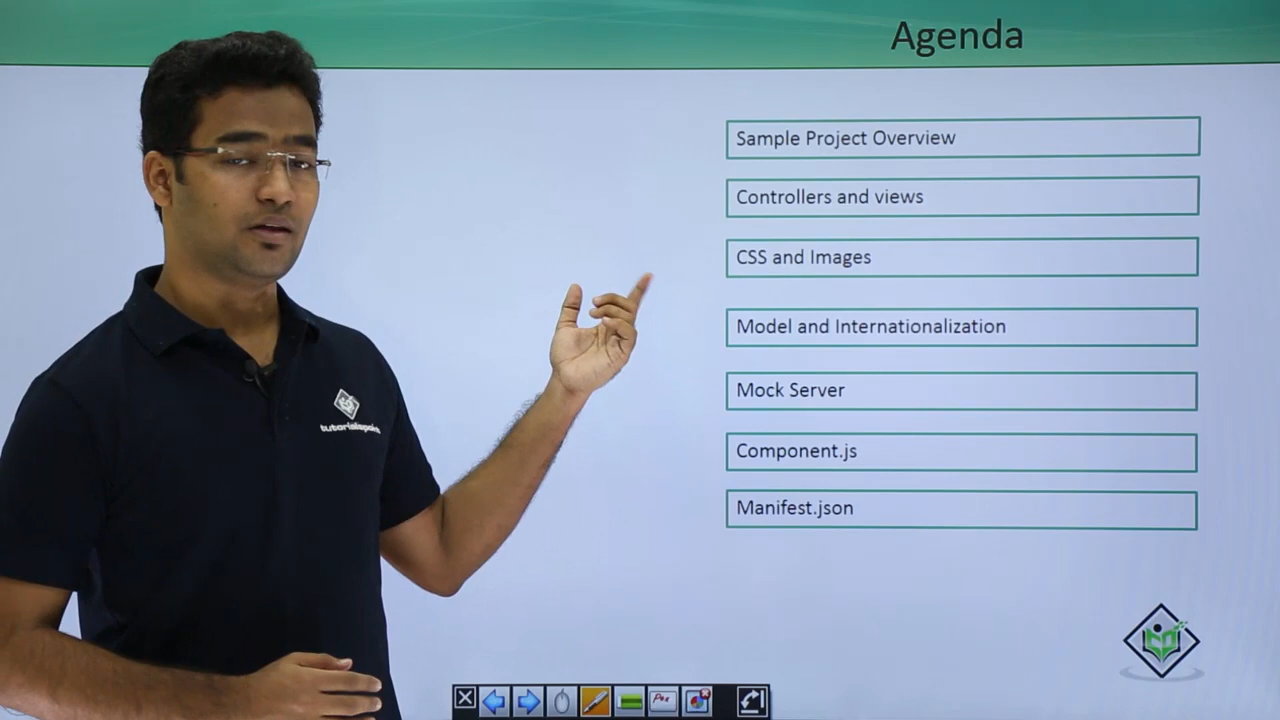 Agenda
Sample Project Overview
Controllers and views
CSS and Images
Model and Internationalization
Mock Server
Component.js
Manifest.json
tutorialspoint